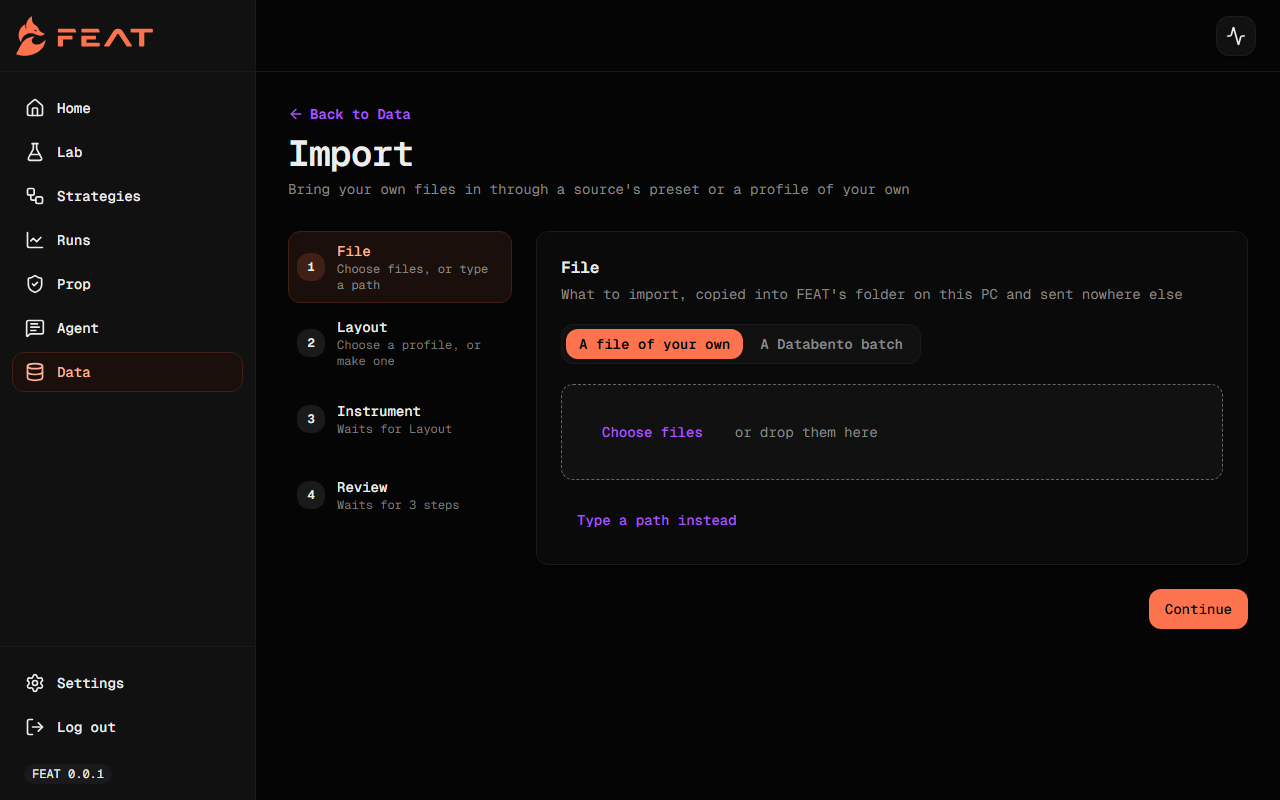 FEAT
Home
Lab
Strategies
Runs
Prop
Agent
Data
Settings
Log out
FEAT 0.0.1
Back to Data
Import
Bring your own files in through a source's preset or a profile of your own
1
File
Choose files, or type
a path
2
Layout
Choose a profile, or
make one
3
Instrument
Waits for Layout
4
Review
Waits for 3 steps
File
What to import, copied into FEAT's folder on this PC and sent nowhere else
A file of your own
A Databento batch
Choose files or drop them here
Type a path instead
Continue